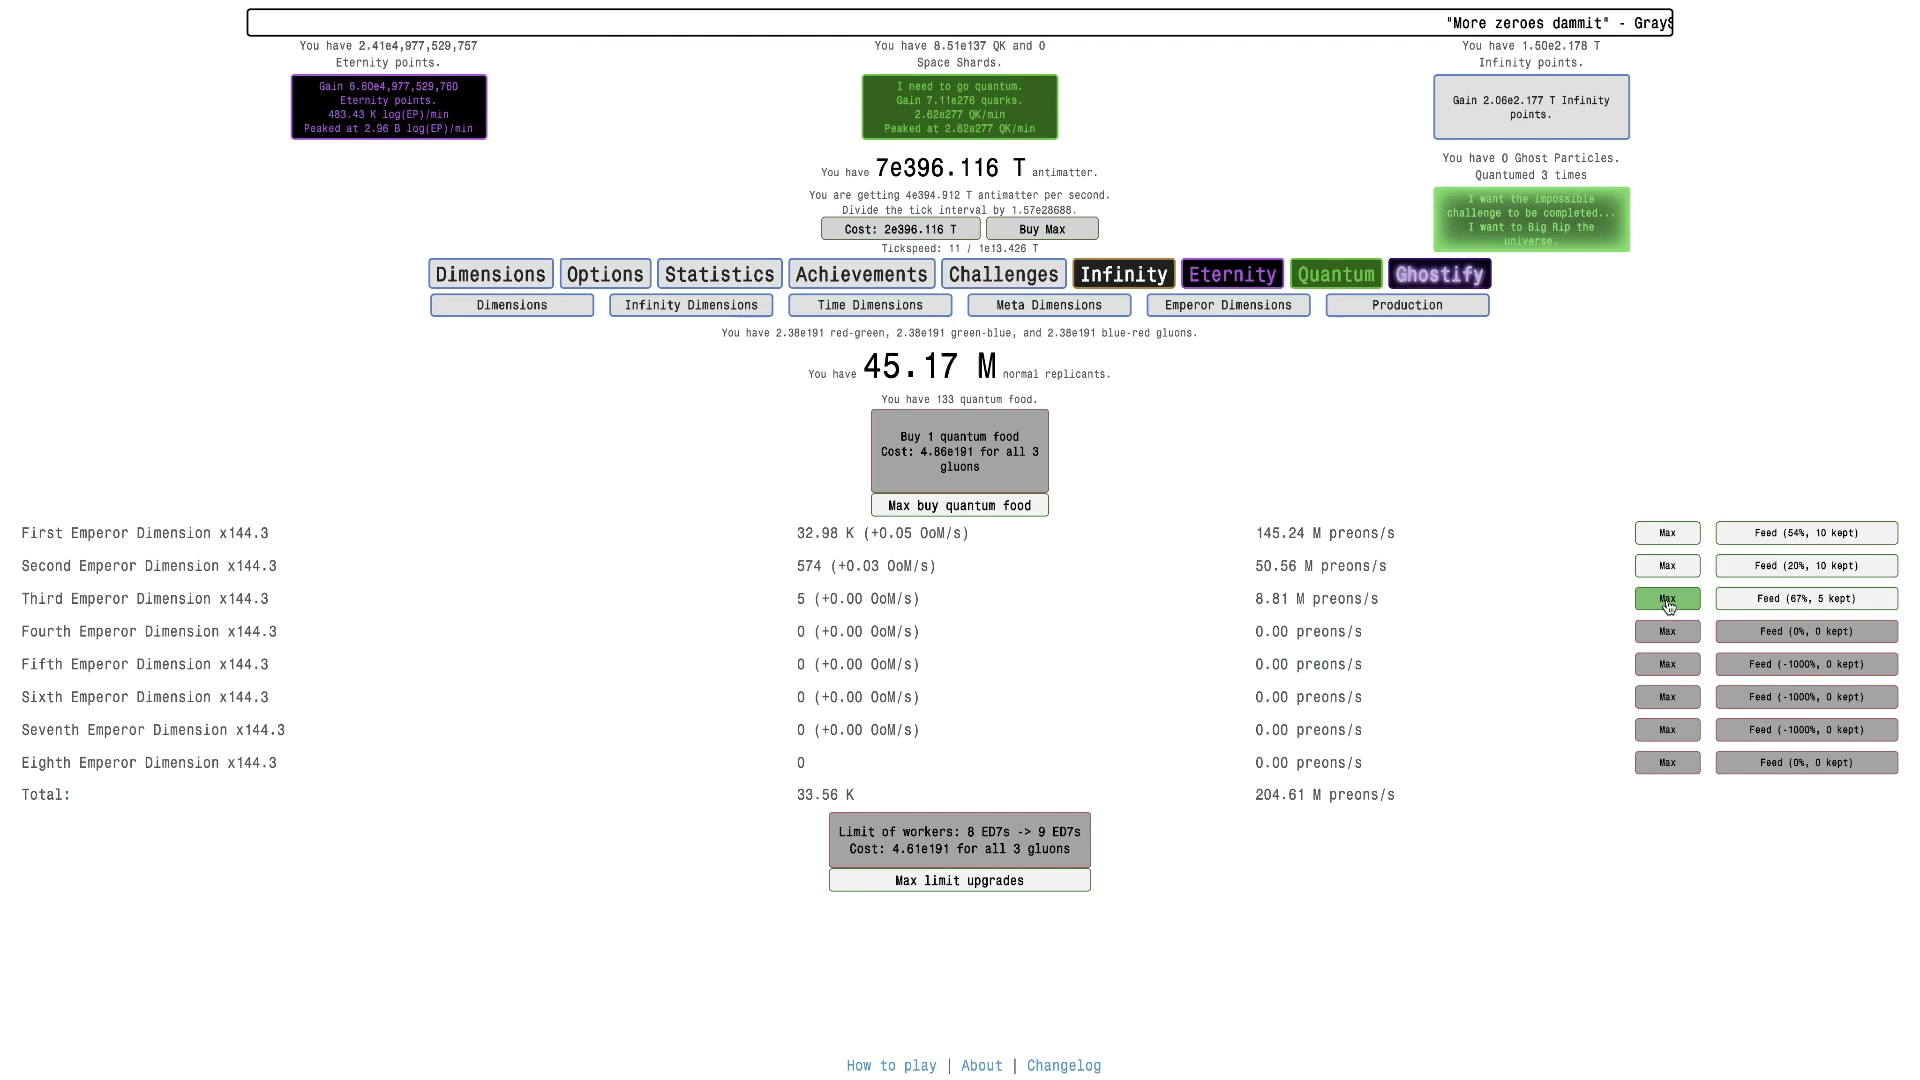 "More zeroes dammit" - Gray
You have 2.41e4,977,529,757
Eternity points.
Gain 6.60e4,977,529,760
Eternity points.
483.43 K log(EP)/min
Peaked at 2.96 B log(EP)/min
You have 8.51e137 QK and 0
Space Shards.
I need to go quantum.
Gain 7.11e276 quarks.
2.62e277 QK/min
Peaked at 2.62e277 QK/min
You have 1.50e2.178 T
Infinity points.
Gain 2.06e2.177 T Infinity
points.
You have 7e396.116 T antimatter.
You are getting 4e394.912 T antimatter per second.
Divide the tick interval by 1.57e28688.
Cost: 2e396.116 T
Buy Max
Tickspeed: 11 / 1e13.426 T
You have 0 Ghost Particles.
Quantumed 3 times
I want the impossible
challenge to be completed...
I want to Big Rip the
universe.
Dimensions Options Statistics Achievements Challenges Infinity Eternity Quantum Ghostify
Dimensions Infinity Dimensions Time Dimensions Meta Dimensions Emperor Dimensions Production
You have 2.38e191 red-green, 2.38e191 green-blue, and 2.38e191 blue-red gluons.
You have 45.17 M normal replicants.
You have 133 quantum food.
Buy 1 quantum food
Cost: 4.86e191 for all 3
gluons
Max buy quantum food
First Emperor Dimension x144.3 32.98 K (+0.05 OoM/s) 145.24 M preons/s Max Feed (54%, 10 kept)
Second Emperor Dimension x144.3 574 (+0.03 OoM/s) 50.56 M preons/s Max Feed (20%, 10 kept)
Third Emperor Dimension x144.3 5 (+0.00 OoM/s) 8.81 M preons/s Max Feed (67%, 5 kept)
Fourth Emperor Dimension x144.3 0 (+0.00 OoM/s) 0.00 preons/s Max Feed (0%, 0 kept)
Fifth Emperor Dimension x144.3 0 (+0.00 OoM/s) 0.00 preons/s Max Feed (-1000%, 0 kept)
Sixth Emperor Dimension x144.3 0 (+0.00 OoM/s) 0.00 preons/s Max Feed (-1000%, 0 kept)
Seventh Emperor Dimension x144.3 0 (+0.00 OoM/s) 0.00 preons/s Max Feed (-1000%, 0 kept)
Eighth Emperor Dimension x144.3 0 0.00 preons/s Max Feed (0%, 0 kept)
Total: 33.56 K 204.61 M preons/s
Limit of workers: 8 ED7s -> 9 ED7s
Cost: 4.61e191 for all 3 gluons
Max limit upgrades
How to play | About | Changelog